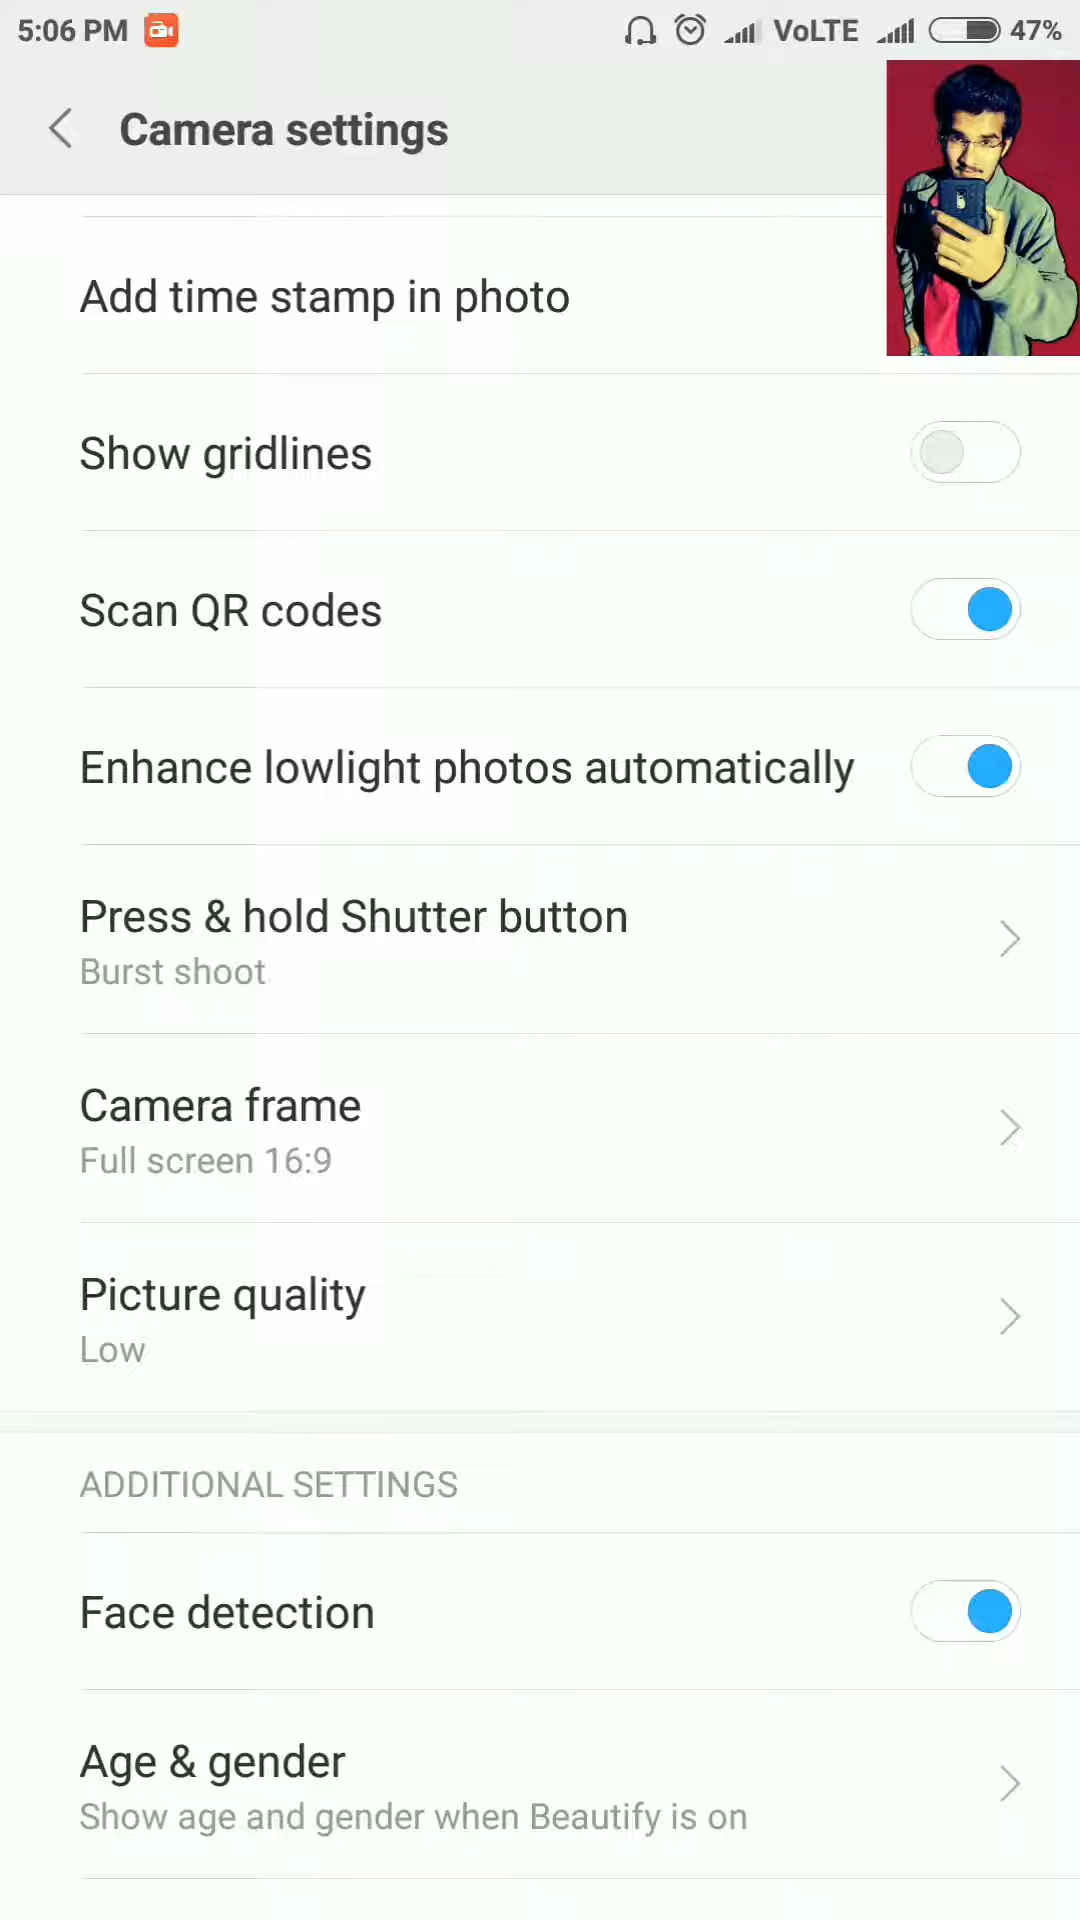 5:06 PM VoLTE 47%
Camera settings
Add time stamp in photo
Show gridlines
Scan QR codes
Enhance lowlight photos automatically
Press & hold Shutter button
Burst shoot
Camera frame
Full screen 16:9
Picture quality
Low
ADDITIONAL SETTINGS
Face detection
Age & gender
Show age and gender when Beautify is on